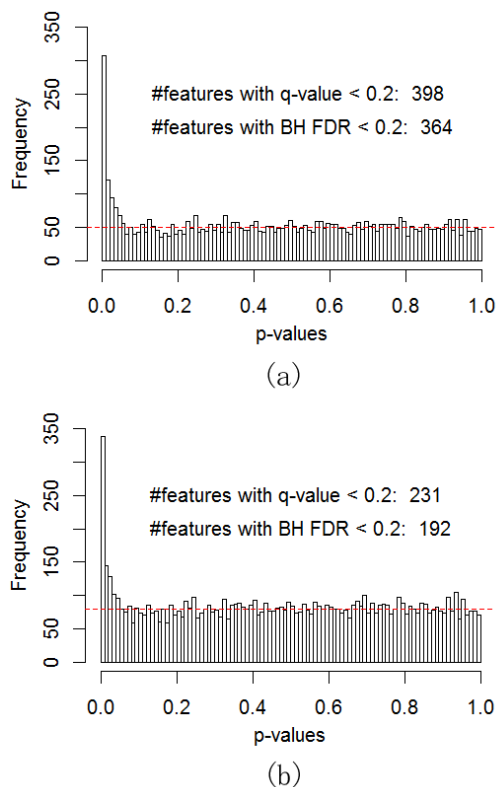 350
250
150
50
0
Frequency
#features with q-value < 0.2: 398
#features with BH FDR < 0.2: 364
0.0 0.2 0.4 0.6 0.8 1.0
p-values
(a)
350
250
150
50
0
Frequency
#features with q-value < 0.2: 231
#features with BH FDR < 0.2: 192
0.0 0.2 0.4 0.6 0.8 1.0
p-values
(b)